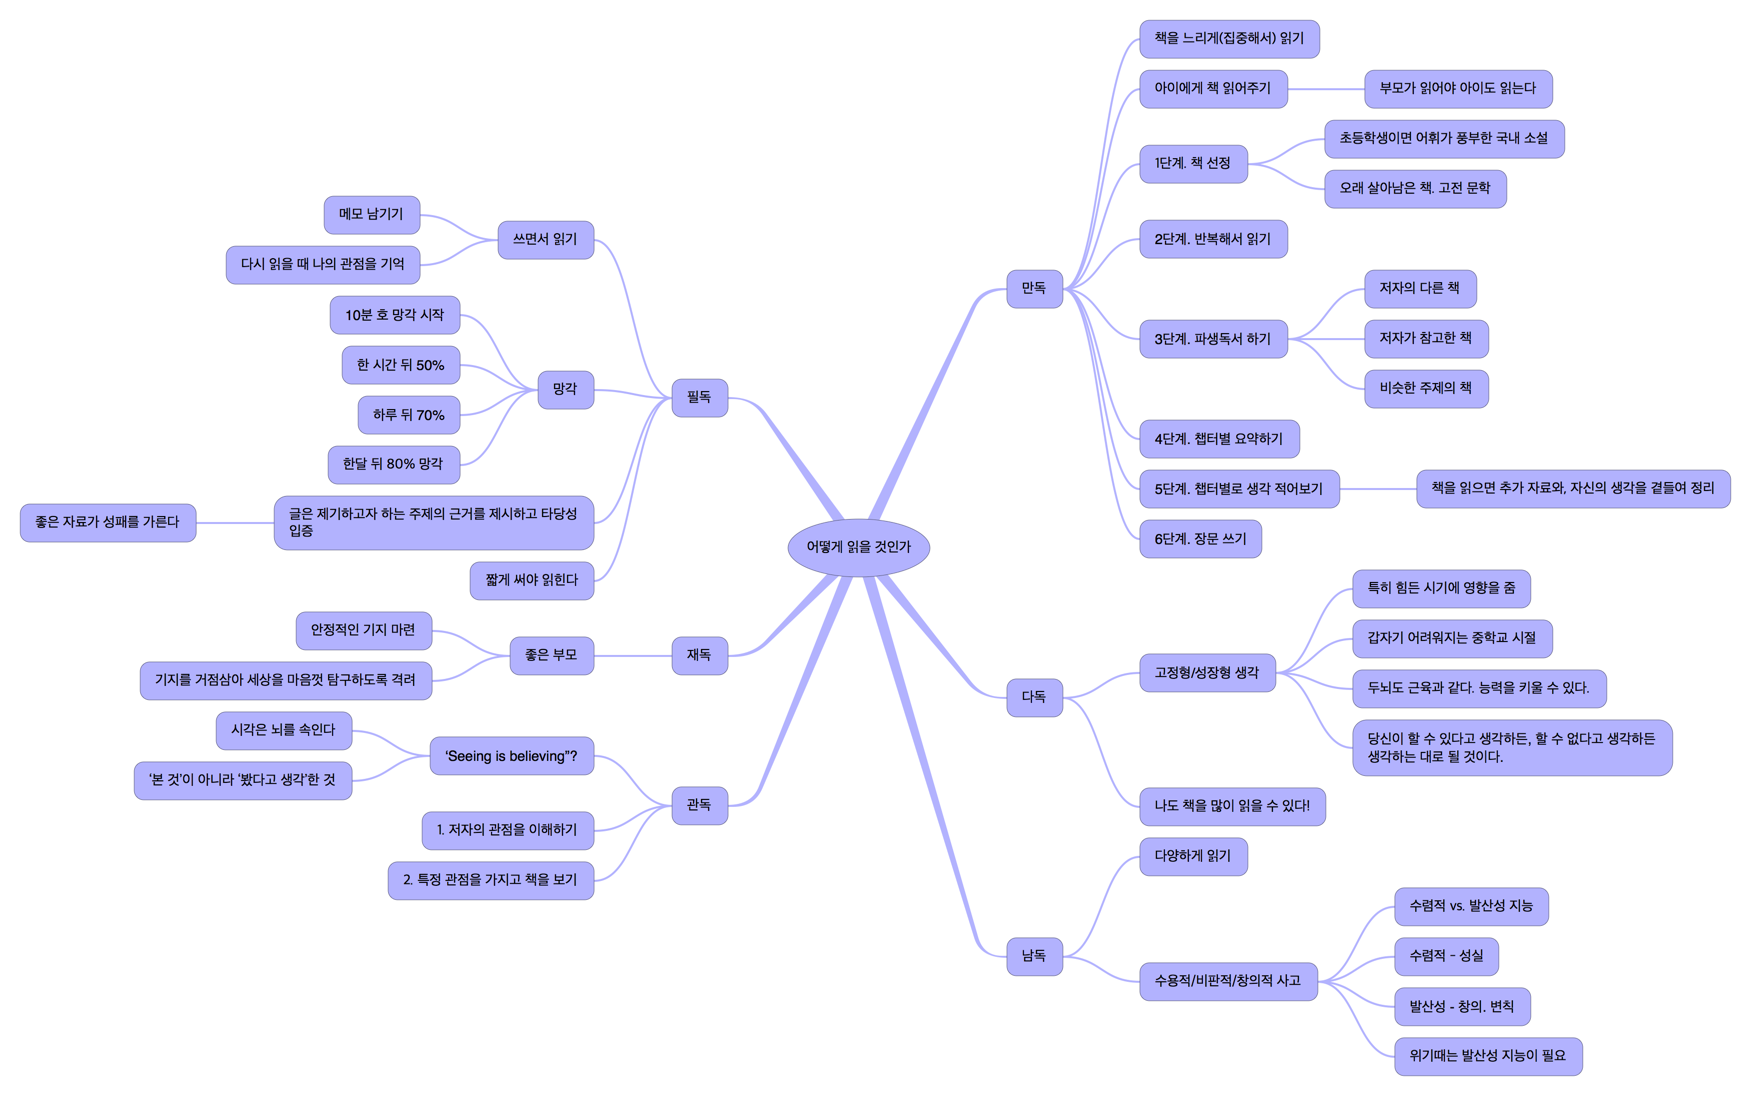 어떻게 읽을 것인가
만독
책을 느리게(집중해서) 읽기
아이에게 책 읽어주기
부모가 읽어야 아이도 읽는다
1단계. 책 선정
초등학생이면 어휘가 풍부한 국내 소설
오래 살아남은 책. 고전 문학
2단계. 반복해서 읽기
3단계. 파생독서 하기
저자의 다른 책
저자가 참고한 책
비슷한 주제의 책
4단계. 챕터별 요약하기
5단계. 챕터별로 생각 적어보기
책을 읽으면 추가 자료와, 자신의 생각을 곁들여 정리
6단계. 장문 쓰기
다독
고정형/성장형 생각
특히 힘든 시기에 영향을 줌
갑자기 어려워지는 중학교 시절
두뇌도 근육과 같다. 능력을 키울 수 있다.
당신이 할 수 있다고 생각하든, 할 수 없다고 생각하든
생각하는 대로 될 것이다.
나도 책을 많이 읽을 수 있다!
남독
다양하게 읽기
수용적/비판적/창의적 사고
수렴적 vs. 발산성 지능
수렴적 - 성실
발산성 - 창의. 변칙
위기때는 발산성 지능이 필요
필독
쓰면서 읽기
메모 남기기
다시 읽을 때 나의 관점을 기억
망각
10분 호 망각 시작
한 시간 뒤 50%
하루 뒤 70%
한달 뒤 80% 망각
글은 제기하고자 하는 주제의 근거를 제시하고 타당성
입증
좋은 자료가 성패를 가른다
짧게 써야 읽힌다
재독
좋은 부모
안정적인 기지 마련
기지를 거점삼아 세상을 마음껏 탐구하도록 격려
관독
‘Seeing is believing”?
시각은 뇌를 속인다
‘본 것’이 아니라 ‘봤다고 생각’한 것
1. 저자의 관점을 이해하기
2. 특정 관점을 가지고 책을 보기